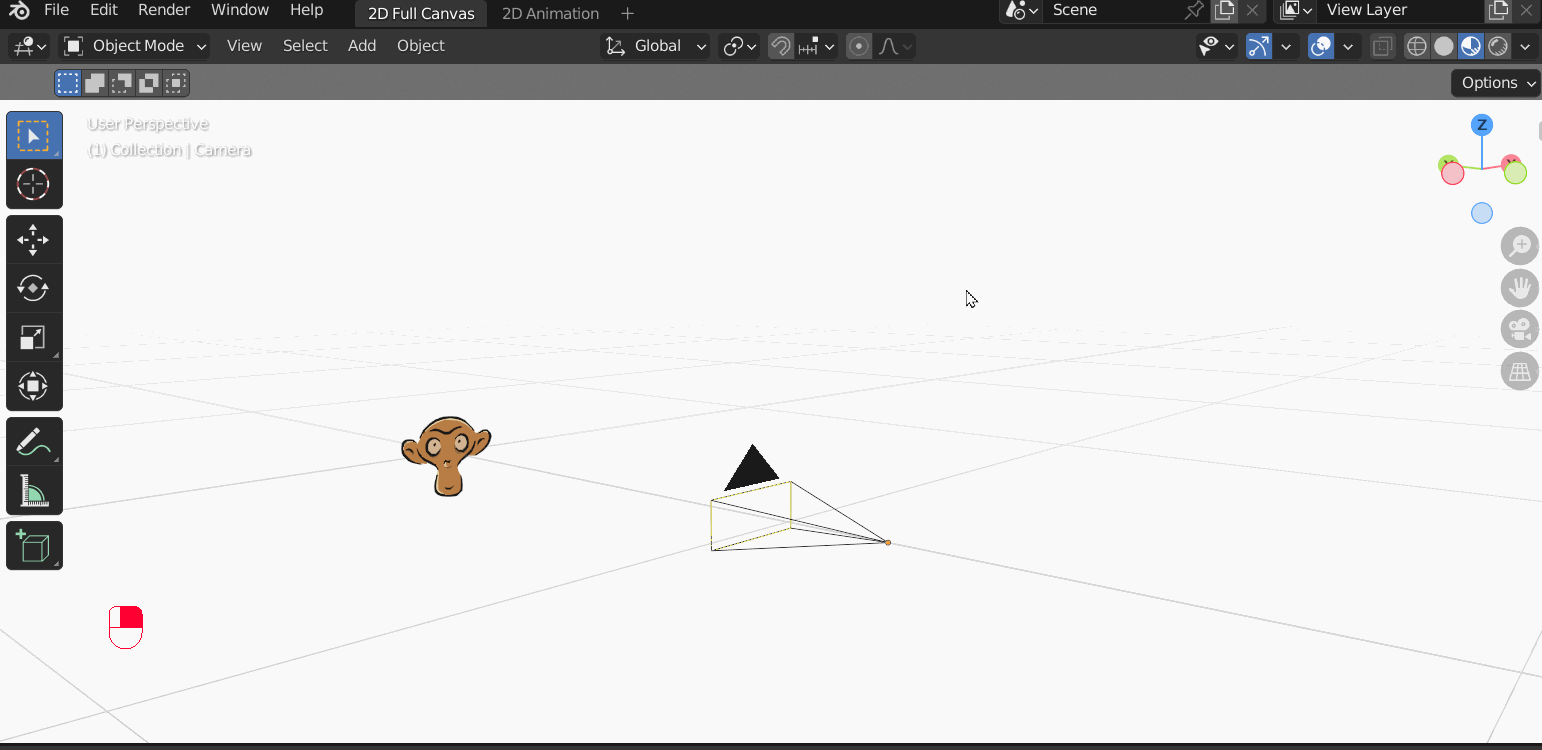 File Edit Render Window Help 2D Full Canvas 2D Animation + Scene View Layer
Object Mode View Select Add Object Global
Options
User Perspective
(1) Collection | Camera
Z